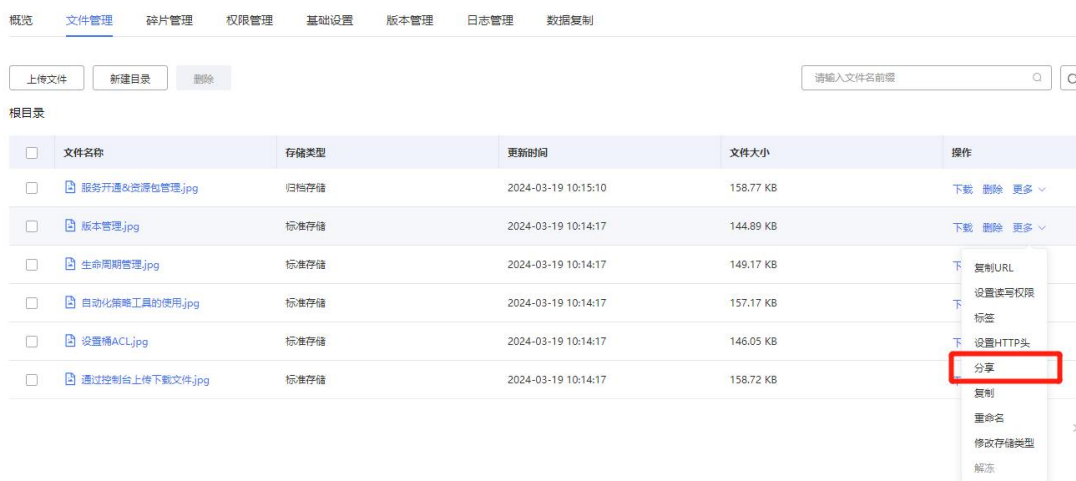 概览 文件管理 碎片管理 权限管理 基础设置 版本管理 日志管理 数据复制
上传文件 新建目录 删除 请输入文件名前缀
根目录
文件名称 存储类型 更新时间 文件大小 操作
服务开通&资源包管理.jpg 归档存储 2024-03-19 10:15:10 158.77 KB 下载 删除 更多
版本管理.jpg 标准存储 2024-03-19 10:14:17 144.89 KB 下载 删除 更多
生命周期管理.jpg 标准存储 2024-03-19 10:14:17 149.17 KB 下
复制URL
设置读写权限
自动化策略工具的使用.jpg 标准存储 2024-03-19 10:14:17 157.17 KB 下
标签
设置桶ACL.jpg 标准存储 2024-03-19 10:14:17 146.05 KB 下
设置HTTP头
分享
通过控制台上传下载文件.jpg 标准存储 2024-03-19 10:14:17 158.72 KB
复制
重命名
修改存储类型
解冻